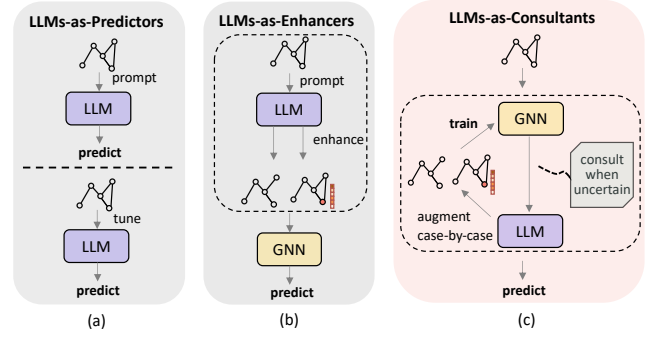 LLMs-as-Predictors
prompt
LLM
predict
tune
LLM
predict
(a)
LLMs-as-Enhancers
prompt
LLM
enhance
GNN
predict
(b)
LLMs-as-Consultants
GNN
train
consult
when
uncertain
augment
case-by-case
LLM
predict
(c)